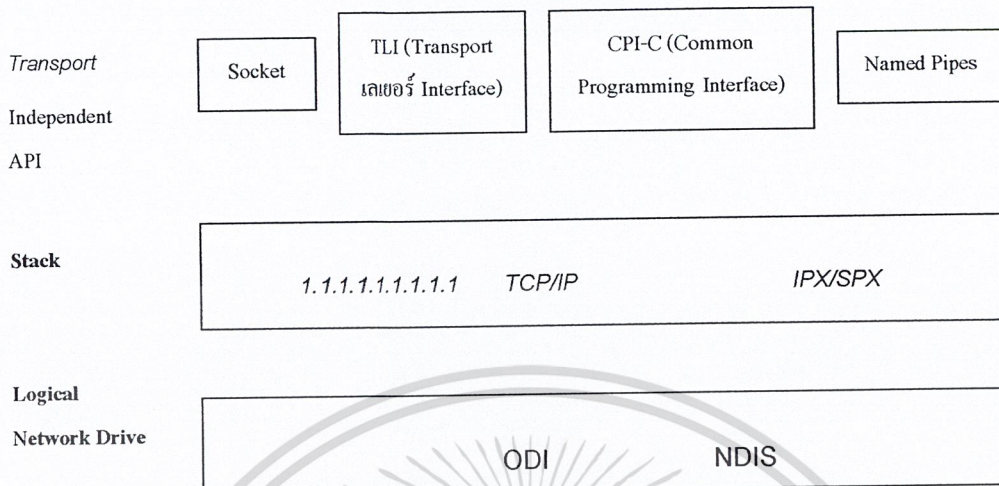 Transport
Independent
API
Socket
TLI (Transport
เลเยอร์ Interface)
CPI-C (Common
Programming Interface)
Named Pipes
Stack
1.1.1.1.1.1.1.1.1 TCP/IP IPX/SPX
Logical
Network Drive
ODI NDIS